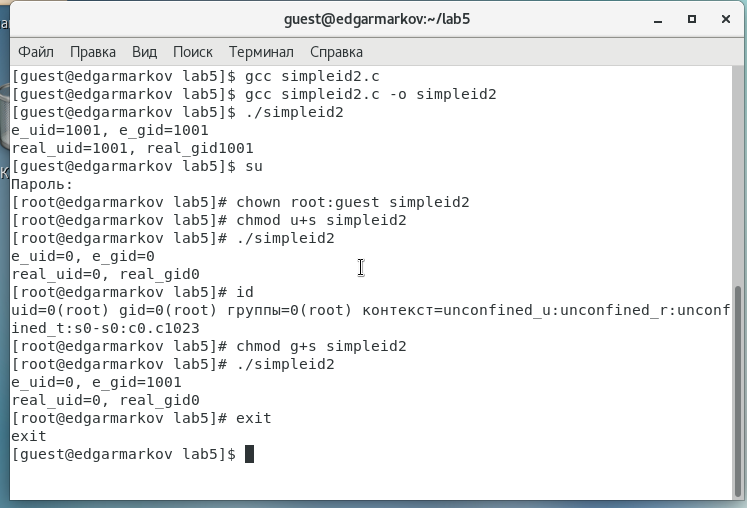 guest@edgarmarkov:~/lab5
Файл Правка Вид Поиск Терминал Справка
[guest@edgarmarkov lab5]$ gcc simpleid2.c
[guest@edgarmarkov lab5]$ gcc simpleid2.c -o simpleid2
[guest@edgarmarkov lab5]$ ./simpleid2
e_uid=1001, e_gid=1001
real_uid=1001, real_gid1001
[guest@edgarmarkov lab5]$ su
Пароль:
[root@edgarmarkov lab5]# chown root:guest simpleid2
[root@edgarmarkov lab5]# chmod u+s simpleid2
[root@edgarmarkov lab5]# ./simpleid2
e_uid=0, e_gid=0
real_uid=0, real_gid0
[root@edgarmarkov lab5]# id
uid=0(root) gid=0(root) группы=0(root) контекст=unconfined_u:unconfined_r:unconf
ined_t:s0-s0:c0.c1023
[root@edgarmarkov lab5]# chmod g+s simpleid2
[root@edgarmarkov lab5]# ./simpleid2
e_uid=0, e_gid=1001
real_uid=0, real_gid0
[root@edgarmarkov lab5]# exit
exit
[guest@edgarmarkov lab5]$